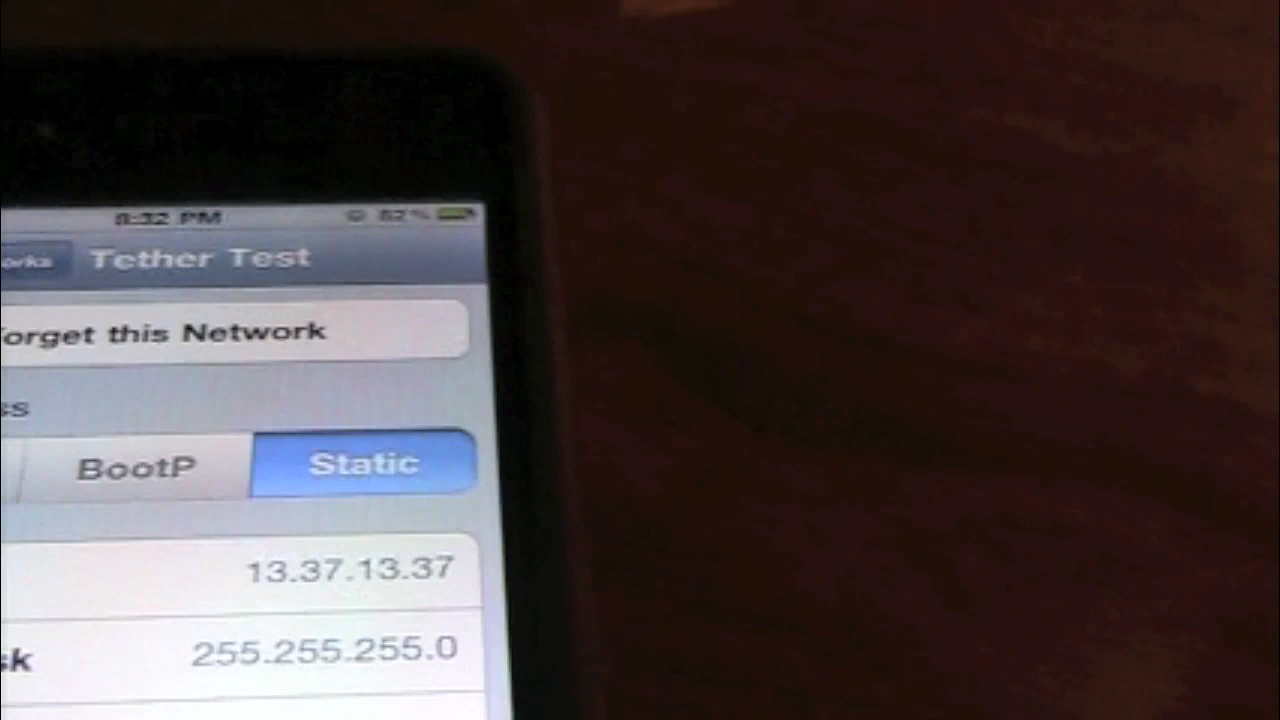 8:32 PM 82%
orks Tether Test
orget this Network
ss
BootP Static
13.37.13.37
sk 255.255.255.0